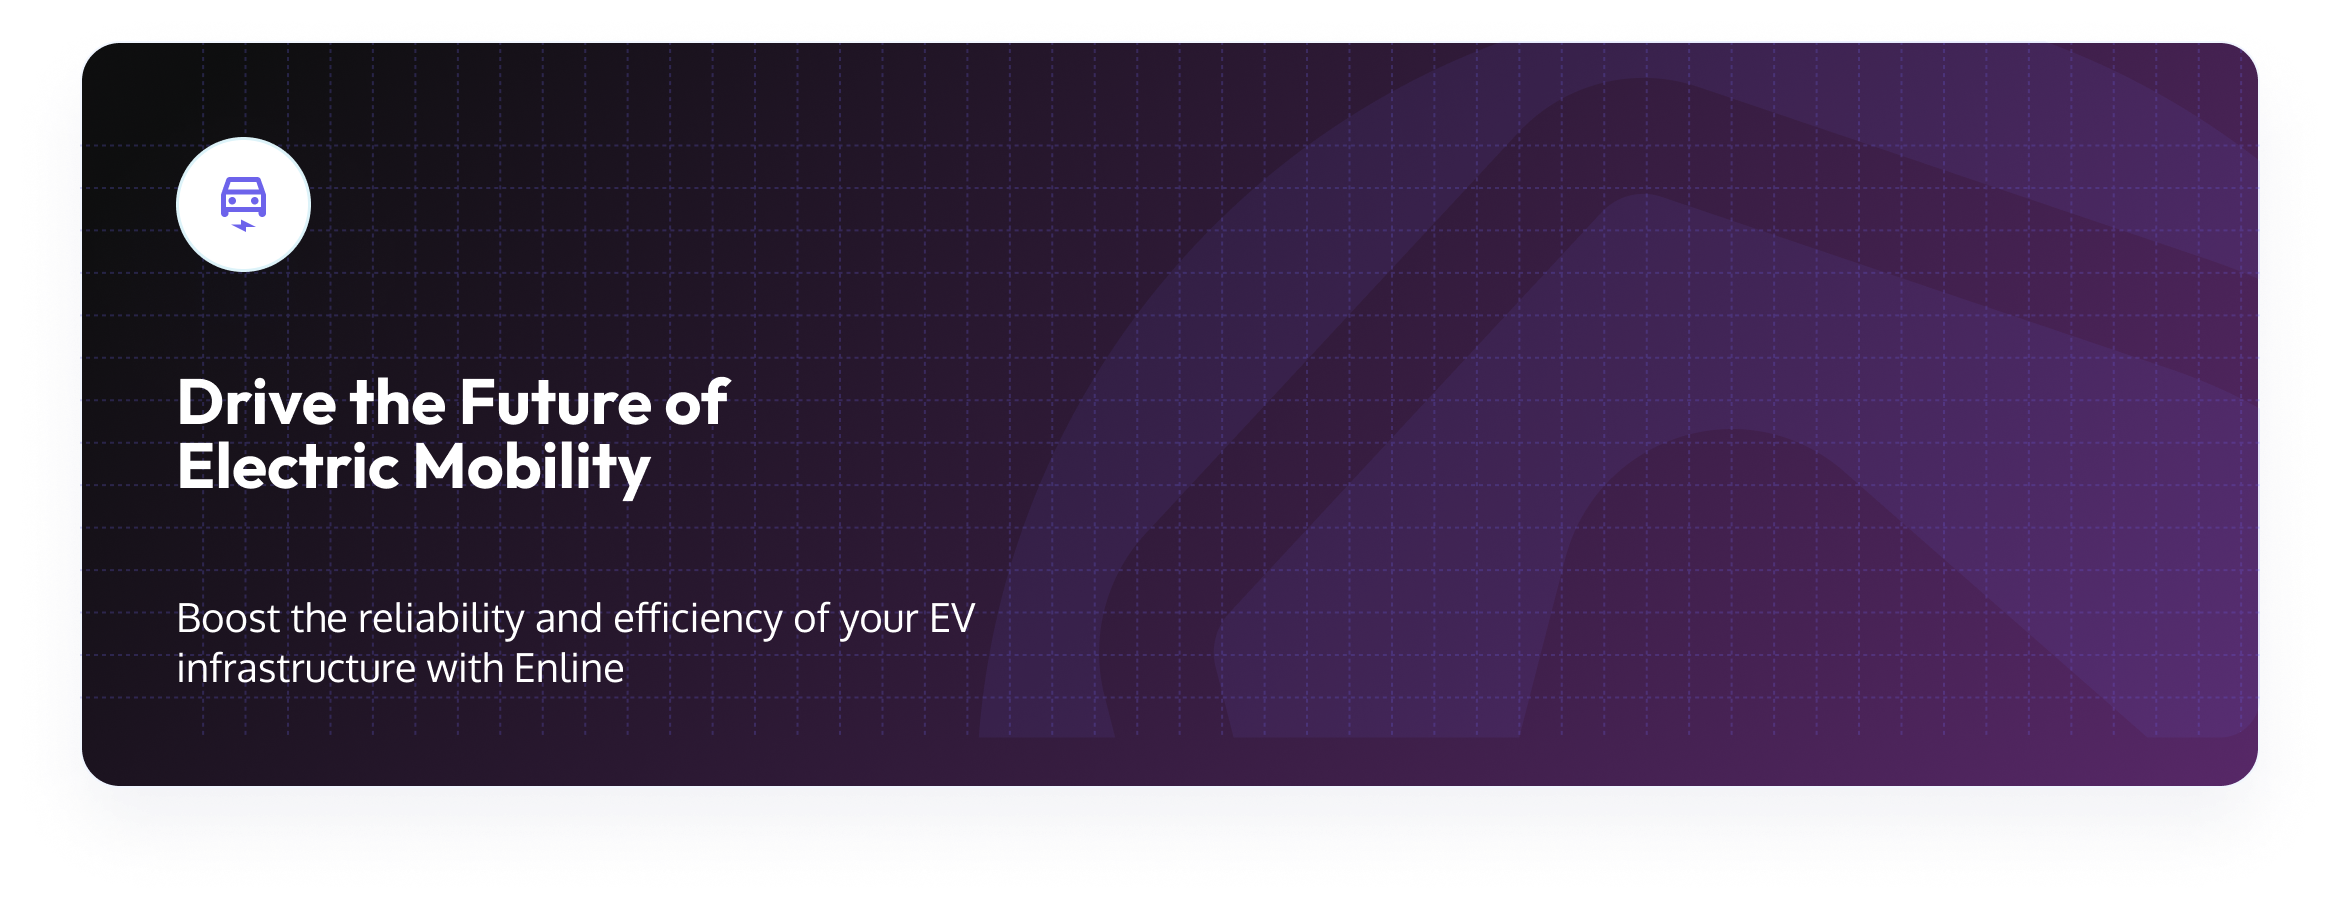 Drive the Future of
Electric Mobility
Boost the reliability and efficiency of your EV
infrastructure with Enline